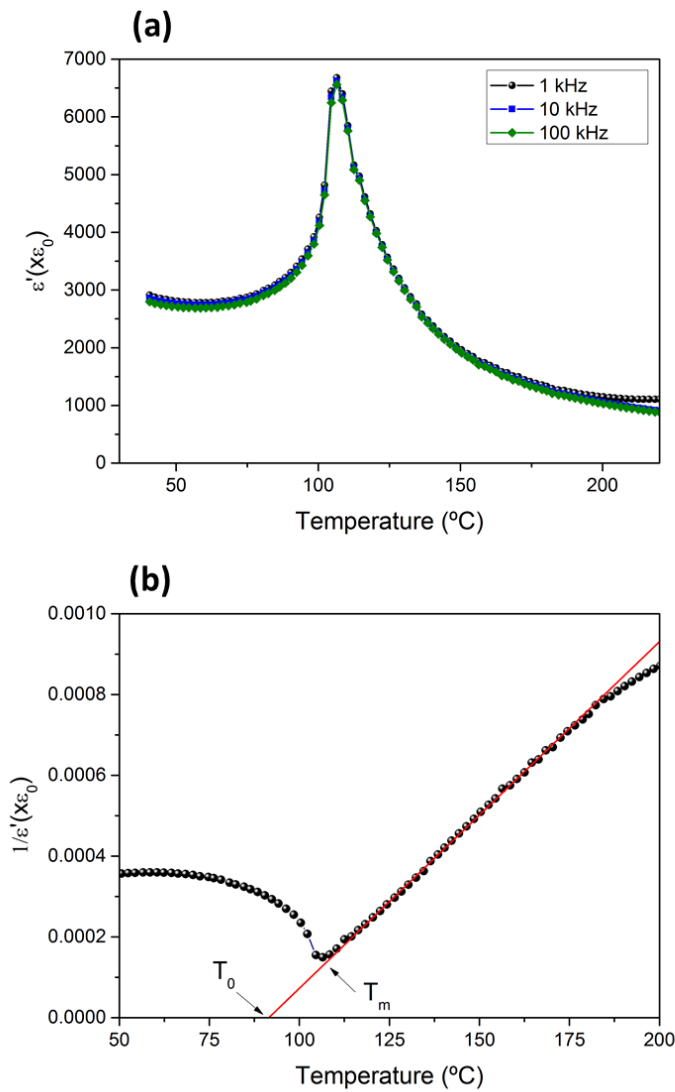 (a)
7000
6000
5000
4000
3000
2000
1000
0
ε'(xε₀)
1 kHz
10 kHz
100 kHz
50
100
150
200
Temperature (ºC)
(b)
0.0010
0.0008
0.0006
0.0004
0.0002
0.0000
1/ε'(xε₀)
T₀
Tₘ
50
75
100
125
150
175
200
Temperature (ºC)